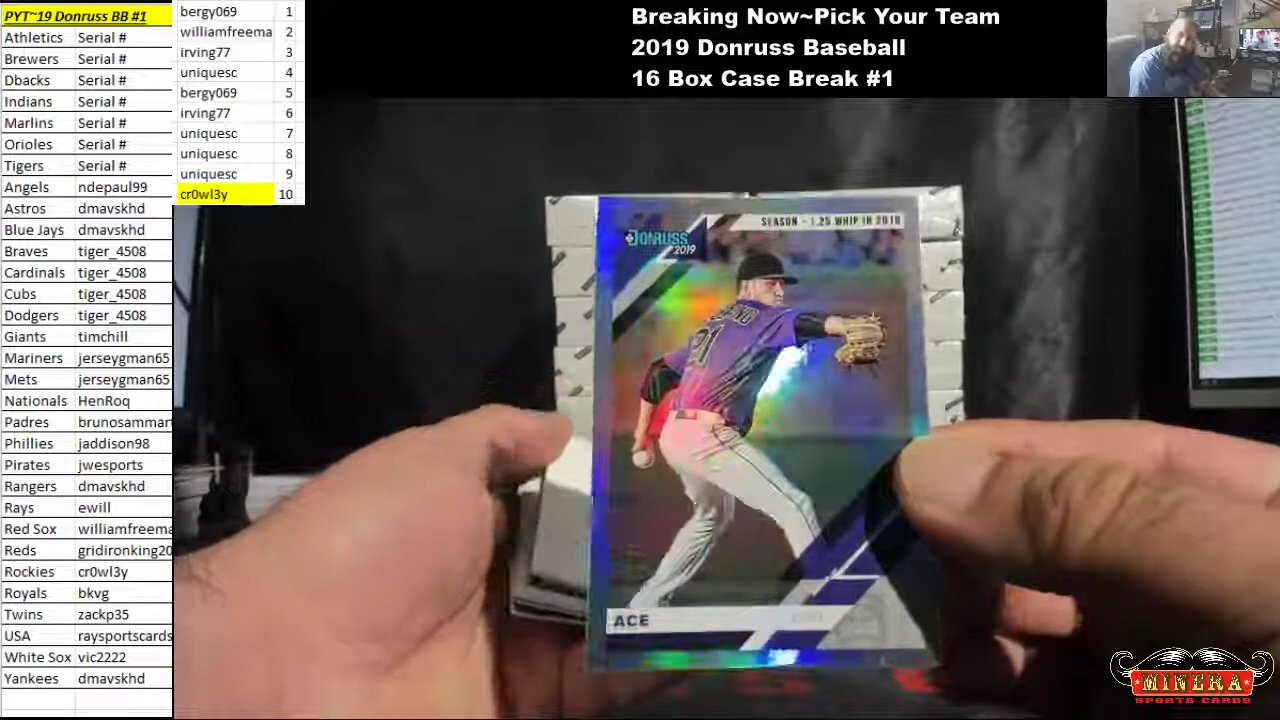 PYT~19 Donruss BB #1
Athletics Serial #
Brewers Serial #
Dbacks Serial #
Indians Serial #
Marlins Serial #
Orioles Serial #
Tigers Serial #
Angels ndepaul99
Astros dmavskhd
Blue Jays dmavskhd
Braves tiger_4508
Cardinals tiger_4508
Cubs tiger_4508
Dodgers tiger_4508
Giants timchill
Mariners jerseygman65
Mets jerseygman65
Nationals HenRoq
Padres brunosammar
Phillies jaddison98
Pirates jwesports
Rangers dmavskhd
Rays ewill
Red Sox williamfreema
Reds gridironking20
Rockies cr0wl3y
Royals bkvg
Twins zackp35
USA raysportscards
White Sox vic2222
Yankees dmavskhd
bergy069 1
williamfreema 2
irving77 3
uniquesc 4
bergy069 5
irving77 6
uniquesc 7
uniquesc 8
uniquesc 9
cr0wl3y 10
Breaking Now~Pick Your Team
2019 Donruss Baseball
16 Box Case Break #1
SEASON - 1.25 WHIP IN 2018
DONRUSS
2019
21
ACE
MINERA
SPORTS CARDS